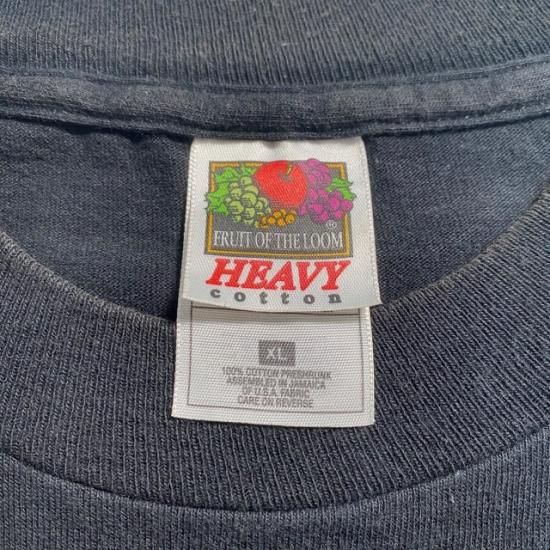 ®
FRUIT OF THE LOOM
HEAVY
cotton
XL
100% COTTON PRESHRUNK
ASSEMBLED IN JAMAICA
OF U.S.A. FABRIC
CARE ON REVERSE